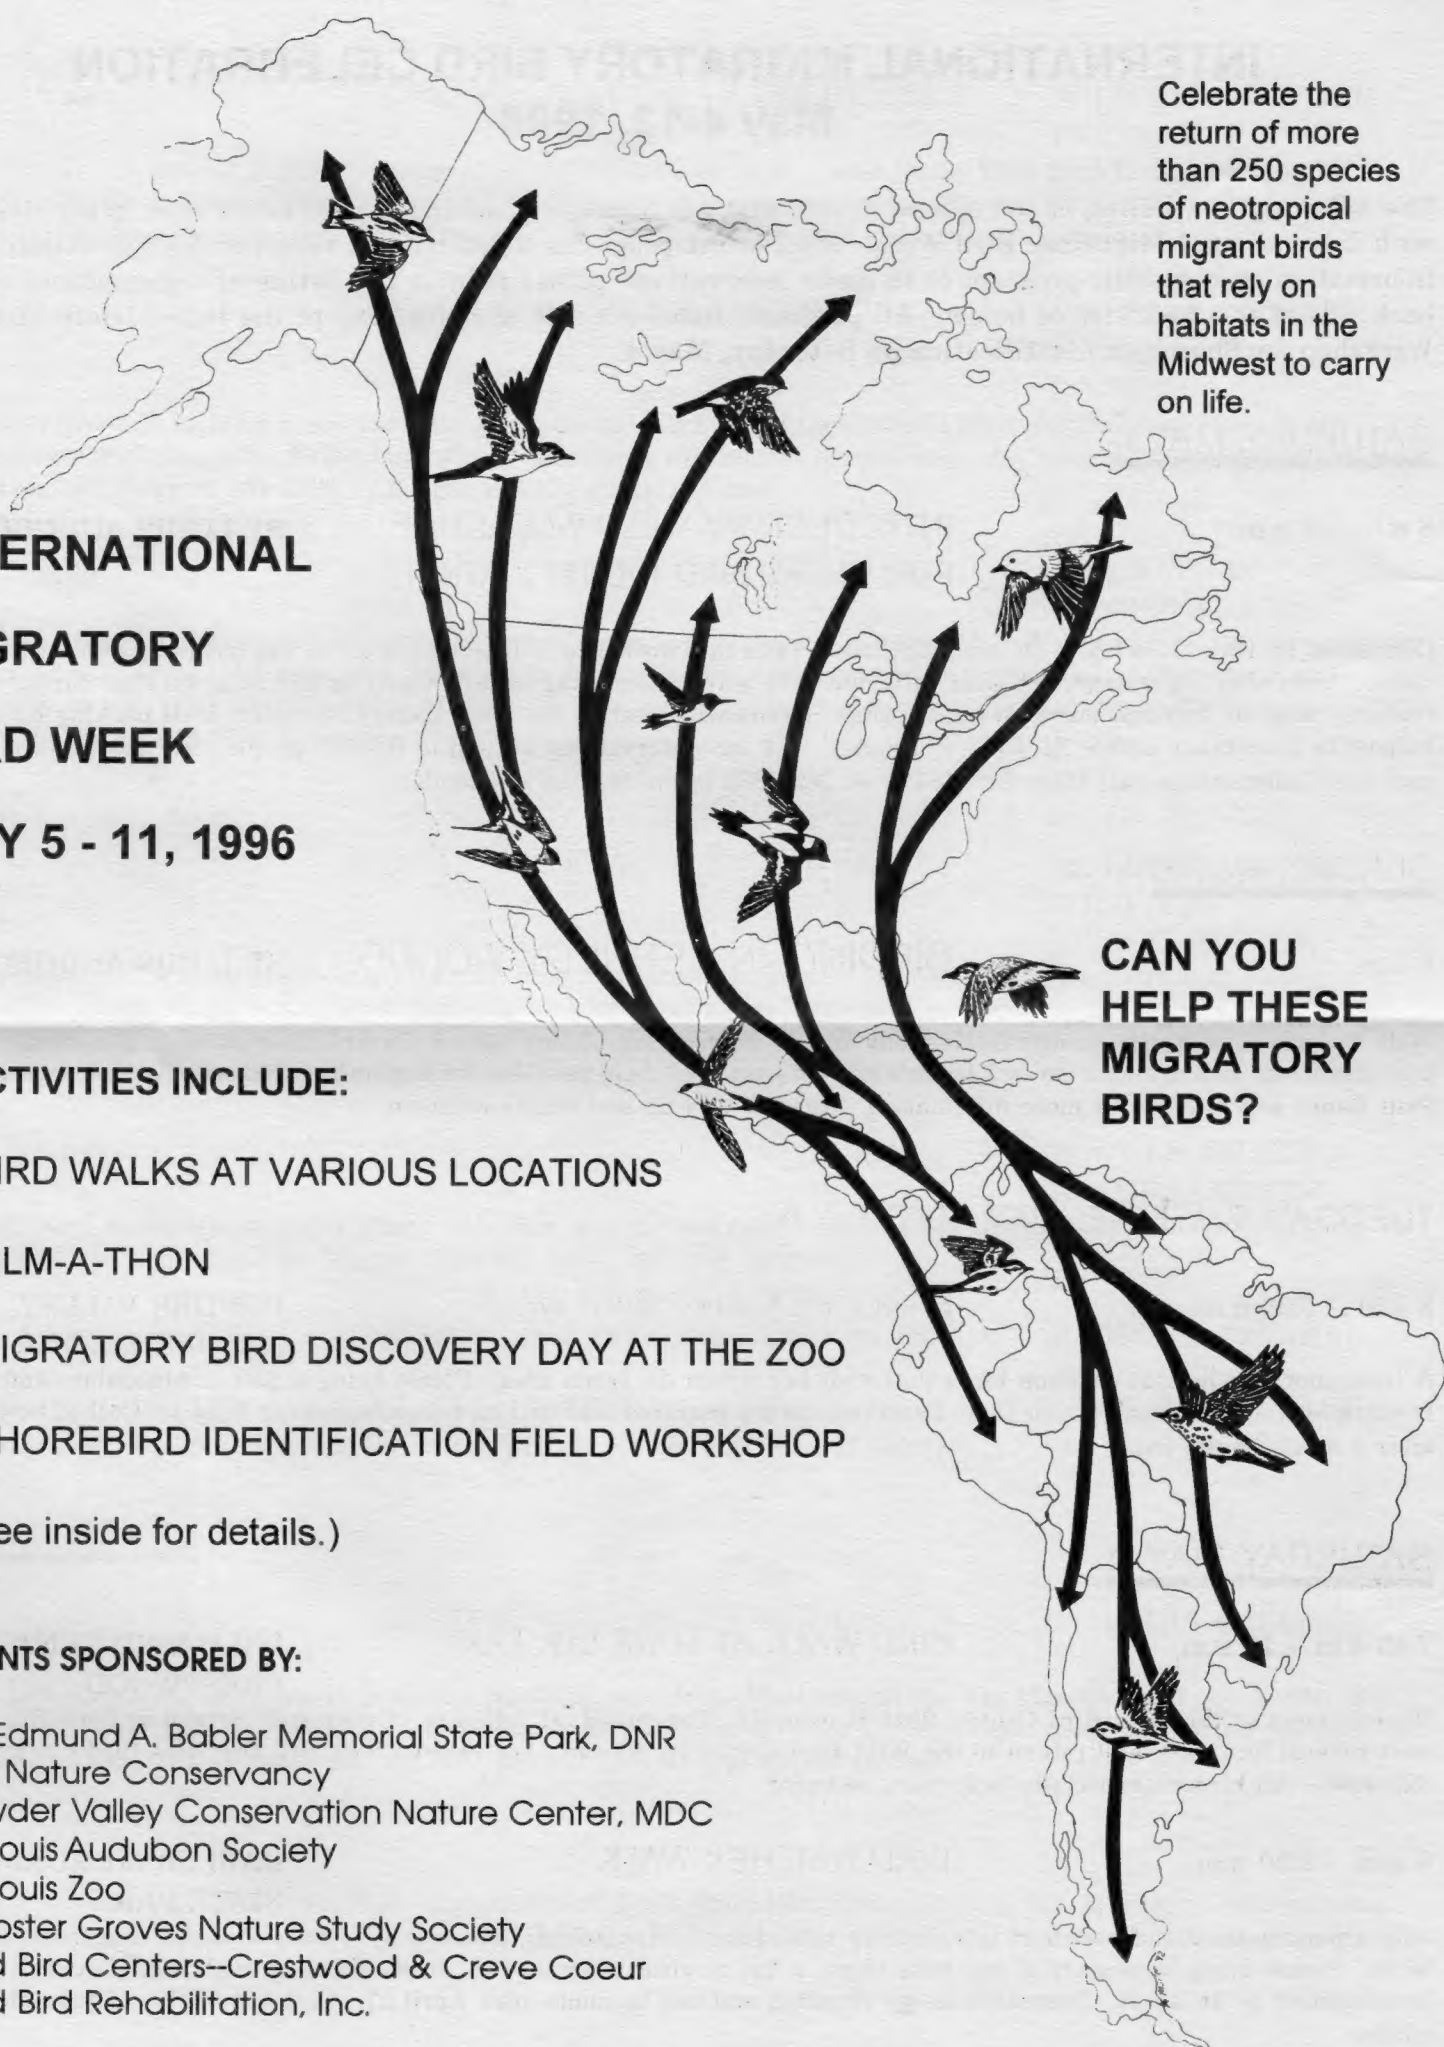 Celebrate the
return of more
than 250 species
of neotropical
migrant birds
that rely on
habitats in the
Midwest to carry
on life.
ERNATIONAL
GRATORY
RD WEEK
Y 5 - 11, 1996
CAN YOU
HELP THESE
MIGRATORY
BIRDS?
CTIVITIES INCLUDE:
IRD WALKS AT VARIOUS LOCATIONS
LM-A-THON
IGRATORY BIRD DISCOVERY DAY AT THE ZOO
HOREBIRD IDENTIFICATION FIELD WORKSHOP
ee inside for details.)
NTS SPONSORED BY:
Edmund A. Babler Memorial State Park, DNR
Nature Conservancy
der Valley Conservation Nature Center, MDC
ouis Audubon Society
ouis Zoo
ster Groves Nature Study Society
d Bird Centers--Crestwood & Creve Coeur
d Bird Rehabilitation, Inc.